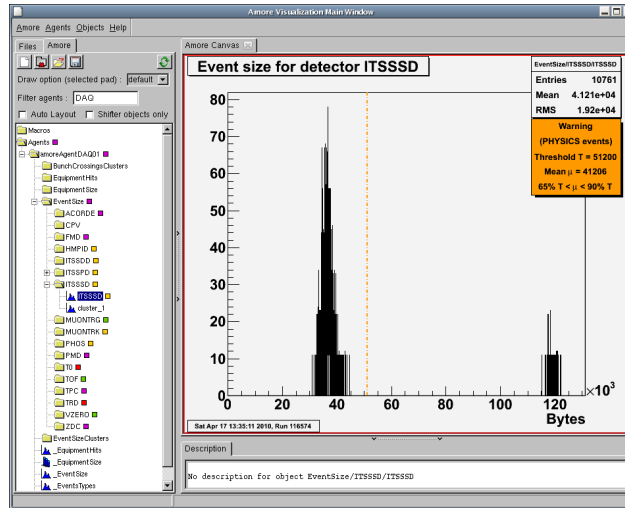 Amore Visualization Main Window
Amore Agents Objects Help
Files Amore
Draw option (selected pad) : default
Filter agents : DAQ
Auto Layout Shifter objects only
Macros
Agents
amoreAgentDAQ01
BunchCrossingsClusters
EquipmentHits
EquipmentSize
EventSize
ACORDE
CPV
FMD
HMPID
ITSSDD
ITSSPD
ITSSSD
ITSSSD
cluster_1
MUONTRG
MUONTRK
PHOS
PMD
T0
TOF
TPC
TRD
VZERO
ZDC
EventSizeClusters
_EquipmentHits
_EquipmentSize
_EventSize
_EventsTypes
Amore Canvas
Event size for detector ITSSSD
EventSize/ITSSSD/ITSSSD
Entries 10761
Mean 4.121e+04
RMS 1.92e+04
Warning
(PHYSICS events)
Threshold T = 51200
Mean μ = 41206
65% T < μ < 90% T
80
70
60
50
40
30
20
10
0
0 20 40 60 80 100 120 ×10³
Bytes
Sat Apr 17 13:35:11 2010, Run 116574
Description
No description for object EventSize/ITSSSD/ITSSSD